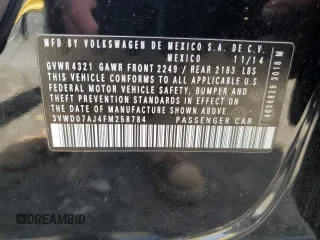 MFD BY VOLKSWAGEN DE MEXICO S.A. DE C.V.
MEXICO 11/14
GVWR4321 GAWR FRONT 2249 / REAR 2183 LBS
THIS VEHICLE CONFORMS TO ALL APPLICABLE U.S.
FEDERAL MOTOR VEHICLE SAFETY,
BUMPER AND THEFT PREVENTION
STANDARDS IN EFFECT ON THE
DATE OF MANUFACTURE SHOWN ABOVE.
3VWD07AJ4FM258784 PASSENGER CAR
4036829 3018 M
DREAMBID